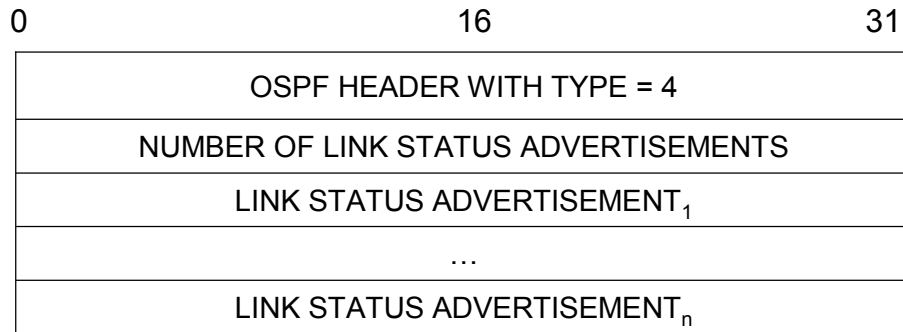 0 16 31
OSPF HEADER WITH TYPE = 4
NUMBER OF LINK STATUS ADVERTISEMENTS
LINK STATUS ADVERTISEMENT₁
…
LINK STATUS ADVERTISEMENTₙ